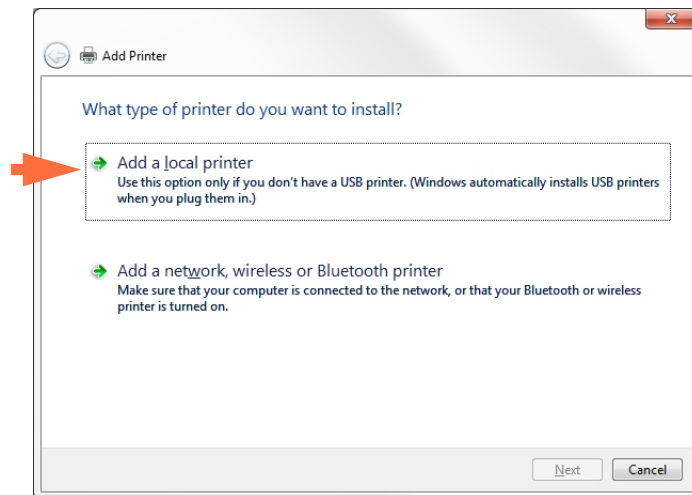 x
Add Printer
What type of printer do you want to install?
Add a local printer
Use this option only if you don't have a USB printer. (Windows automatically installs USB printers
when you plug them in.)
Add a network, wireless or Bluetooth printer
Make sure that your computer is connected to the network, or that your Bluetooth or wireless
printer is turned on.
Next Cancel